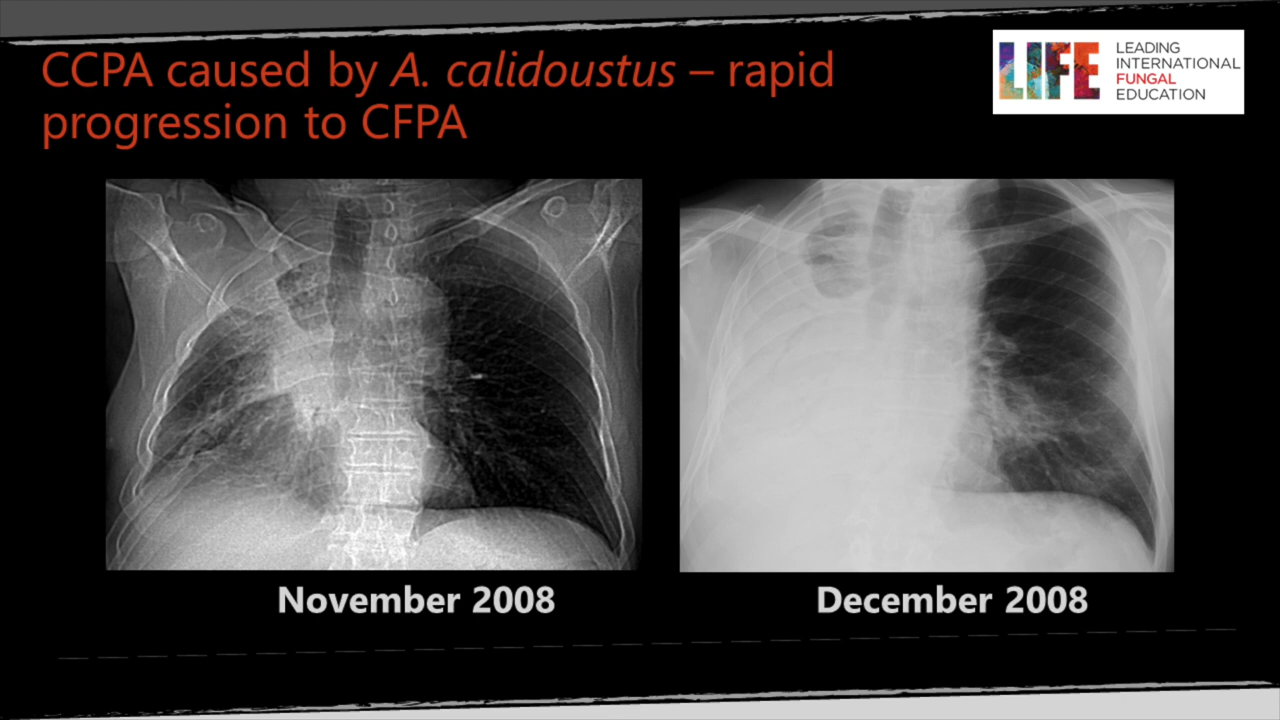 CCPA caused by A. calidoustus – rapid
progression to CFPA
LIFE
LEADING
INTERNATIONAL
FUNGAL
EDUCATION
November 2008
December 2008